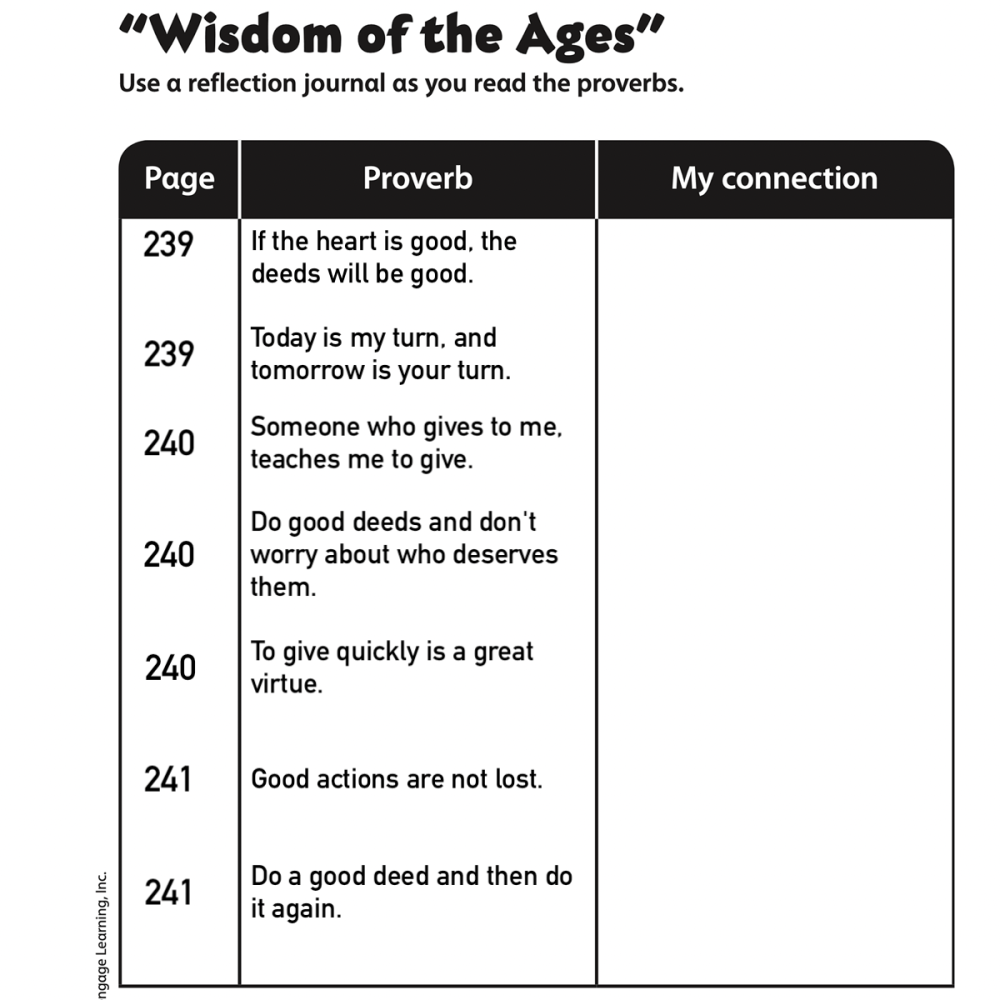 “Wisdom of the Ages”
Use a reflection journal as you read the proverbs.
Page Proverb My connection
239 If the heart is good, the
deeds will be good.
239 Today is my turn, and
tomorrow is your turn.
240 Someone who gives to me,
teaches me to give.
240 Do good deeds and don't
worry about who deserves
them.
240 To give quickly is a great
virtue.
241 Good actions are not lost.
241 Do a good deed and then do
it again.
ngage Learning, Inc.